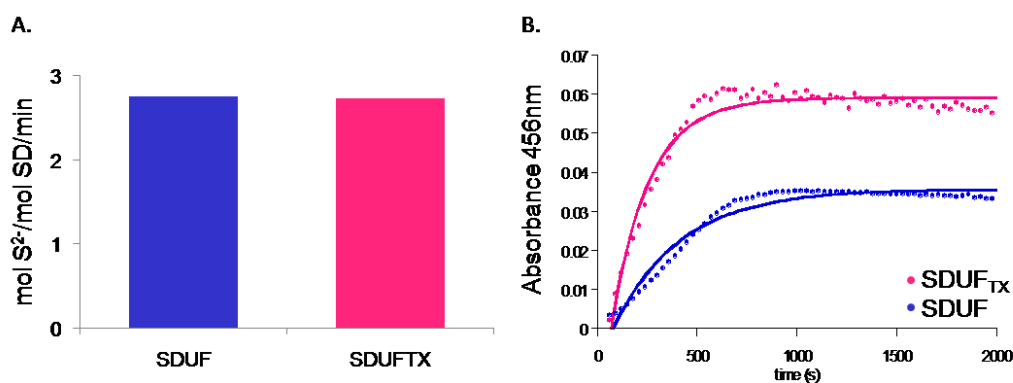 A.
mol S²⁻/mol SD/min
3
2
1
0
SDUF
SDUFTX
B.
Absorbance 456nm
0.07
0.06
0.05
0.04
0.03
0.02
0.01
0
0
500
1000
1500
2000
time (s)
SDUFTX
SDUF